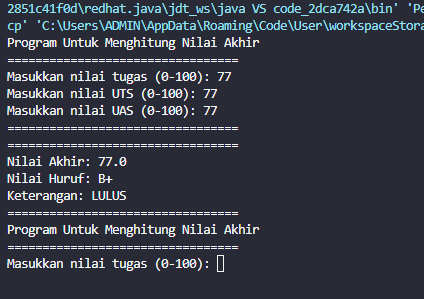 2851c41f0d\redhat.java\jdt_ws\java VS code_2dca742a\bin' 'Pe
cp' 'C:\Users\ADMIN\AppData\Roaming\Code\User\workspaceStora
Program Untuk Menghitung Nilai Akhir
==================================
Masukkan nilai tugas (0-100): 77
Masukkan nilai UTS (0-100): 77
Masukkan nilai UAS (0-100): 77
==================================
==================================
Nilai Akhir: 77.0
Nilai Huruf: B+
Keterangan: LULUS
==================================
Program Untuk Menghitung Nilai Akhir
==================================
Masukkan nilai tugas (0-100):